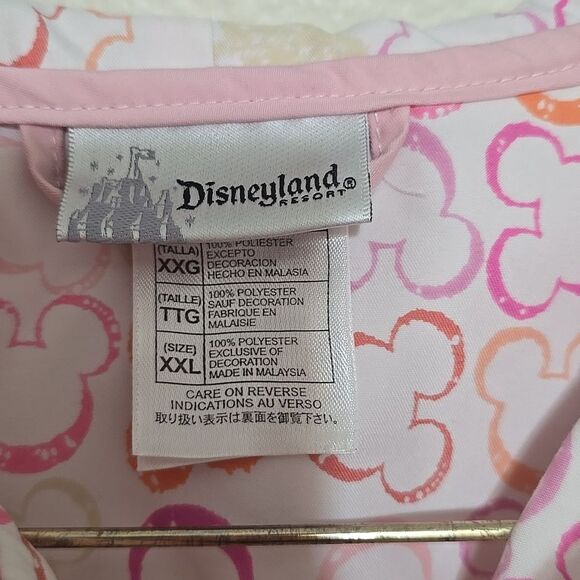 Disneyland®
RESORT
(TALLA) XXG
100% POLIESTER
EXCEPTO
DECORACION
HECHO EN MALASIA
(TAILLE) TTG
100% POLYESTER
SAUF DECORATION
FABRIQUE EN
MALAISIE
(SIZE) XXL
100% POLYESTER
EXCLUSIVE OF
DECORATION
MADE IN MALAYSIA
CARE ON REVERSE
INDICATIONS AU VERSO
取り扱い表示は裏面を御覧下さい。